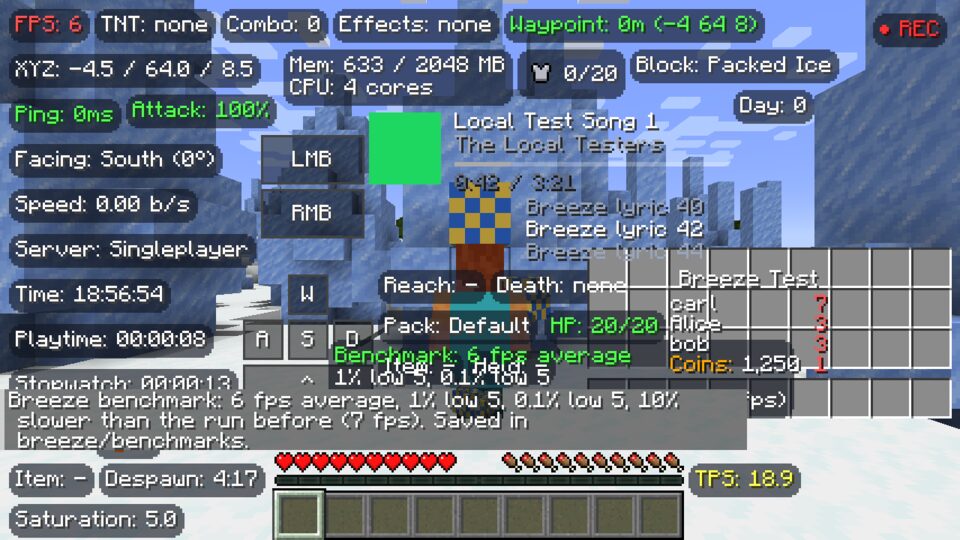 FPS: 6
TNT: none
Combo: 0
Effects: none
Waypoint: 0m (-4 64 8)
● REC
XYZ: -4.5 / 64.0 / 8.5
Mem: 633 / 2048 MB
CPU: 4 cores
0/20
Block: Packed Ice
Day: 0
Ping: 0ms
Attack: 100%
Local Test Song 1
The Local Testers
0:42 / 3:21
Facing: South (0°)
LMB
RMB
Speed: 0.00 b/s
Breeze lyric 40
Breeze lyric 42
Breeze lyric 44
Server: Singleplayer
Breeze Test
carl 7
Alice 3
bob 3
Coins: 1,250 1
Time: 18:56:54
W
Reach: -
Death: none
Playtime: 00:00:08
A
S
D
Pack: Default
HP: 20/20
Benchmark: 6 fps average
1% low 5, 0.1% low 5
Stopwatch: 00:00:13
Breeze benchmark: 6 fps average, 1% low 5, 0.1% low 5, 10%
slower than the run before (7 fps). Saved in
breeze/benchmarks.
fps)
Item: -
Despawn: 4:17
TPS: 18.9
Saturation: 5.0